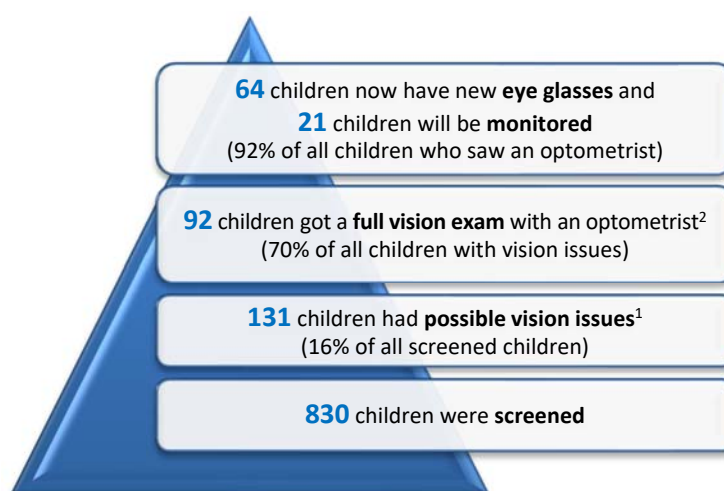 64 children now have new eye glasses and
21 children will be monitored
(92% of all children who saw an optometrist)
92 children got a full vision exam with an optometrist²
(70% of all children with vision issues)
131 children had possible vision issues¹
(16% of all screened children)
830 children were screened